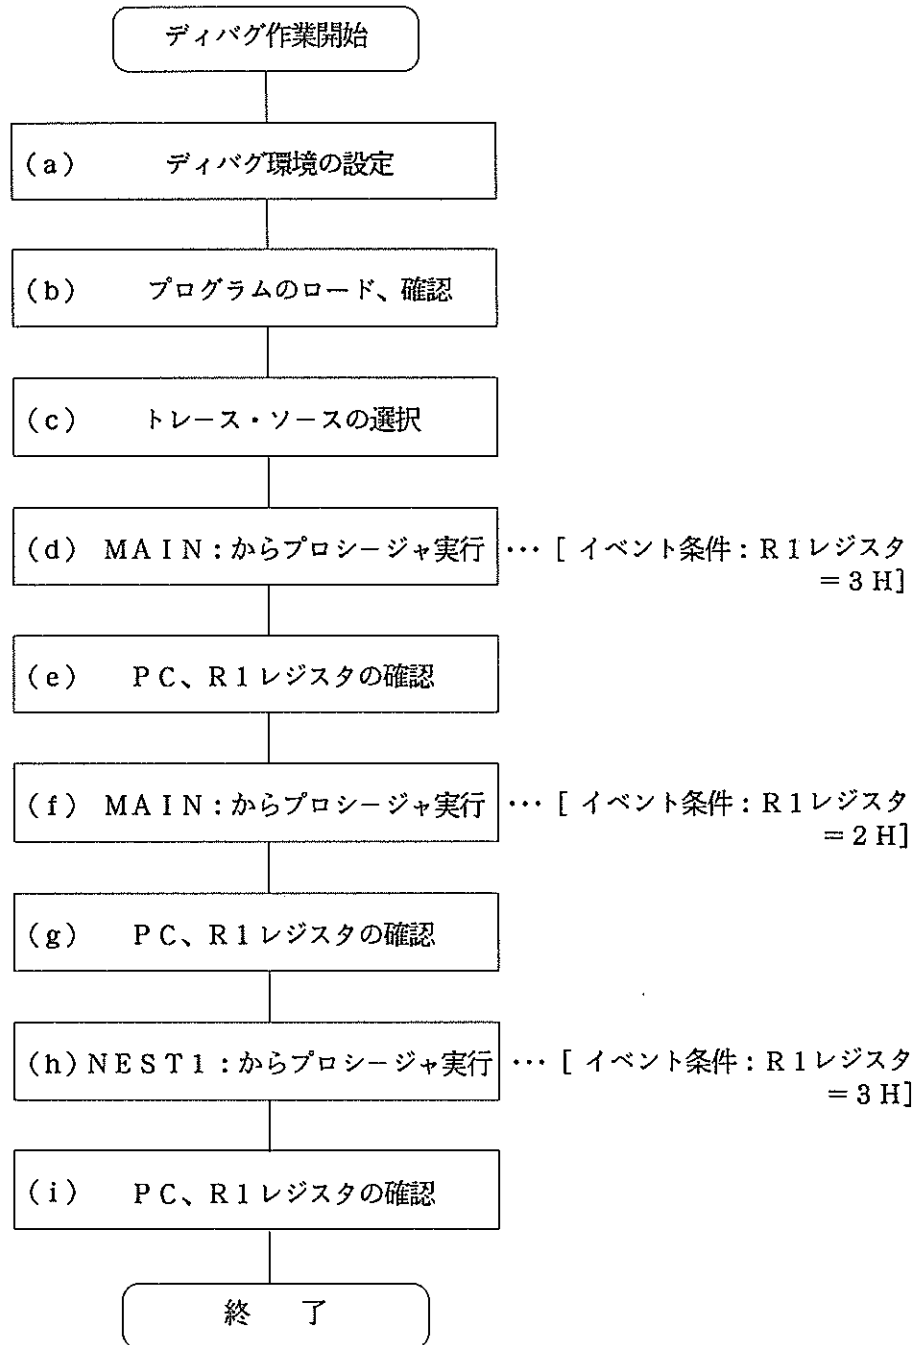 ディバグ作業開始
(a) ディバグ環境の設定
(b) プログラムのロード、確認
(c) トレース・ソースの選択
(d) MAIN:からプロシージャ実行 … [イベント条件:R1レジスタ
=3H]
(e) PC、R1レジスタの確認
(f) MAIN:からプロシージャ実行 … [イベント条件:R1レジスタ
=2H]
(g) PC、R1レジスタの確認
(h) NEST1:からプロシージャ実行 … [イベント条件:R1レジスタ
=3H]
(i) PC、R1レジスタの確認
終 了